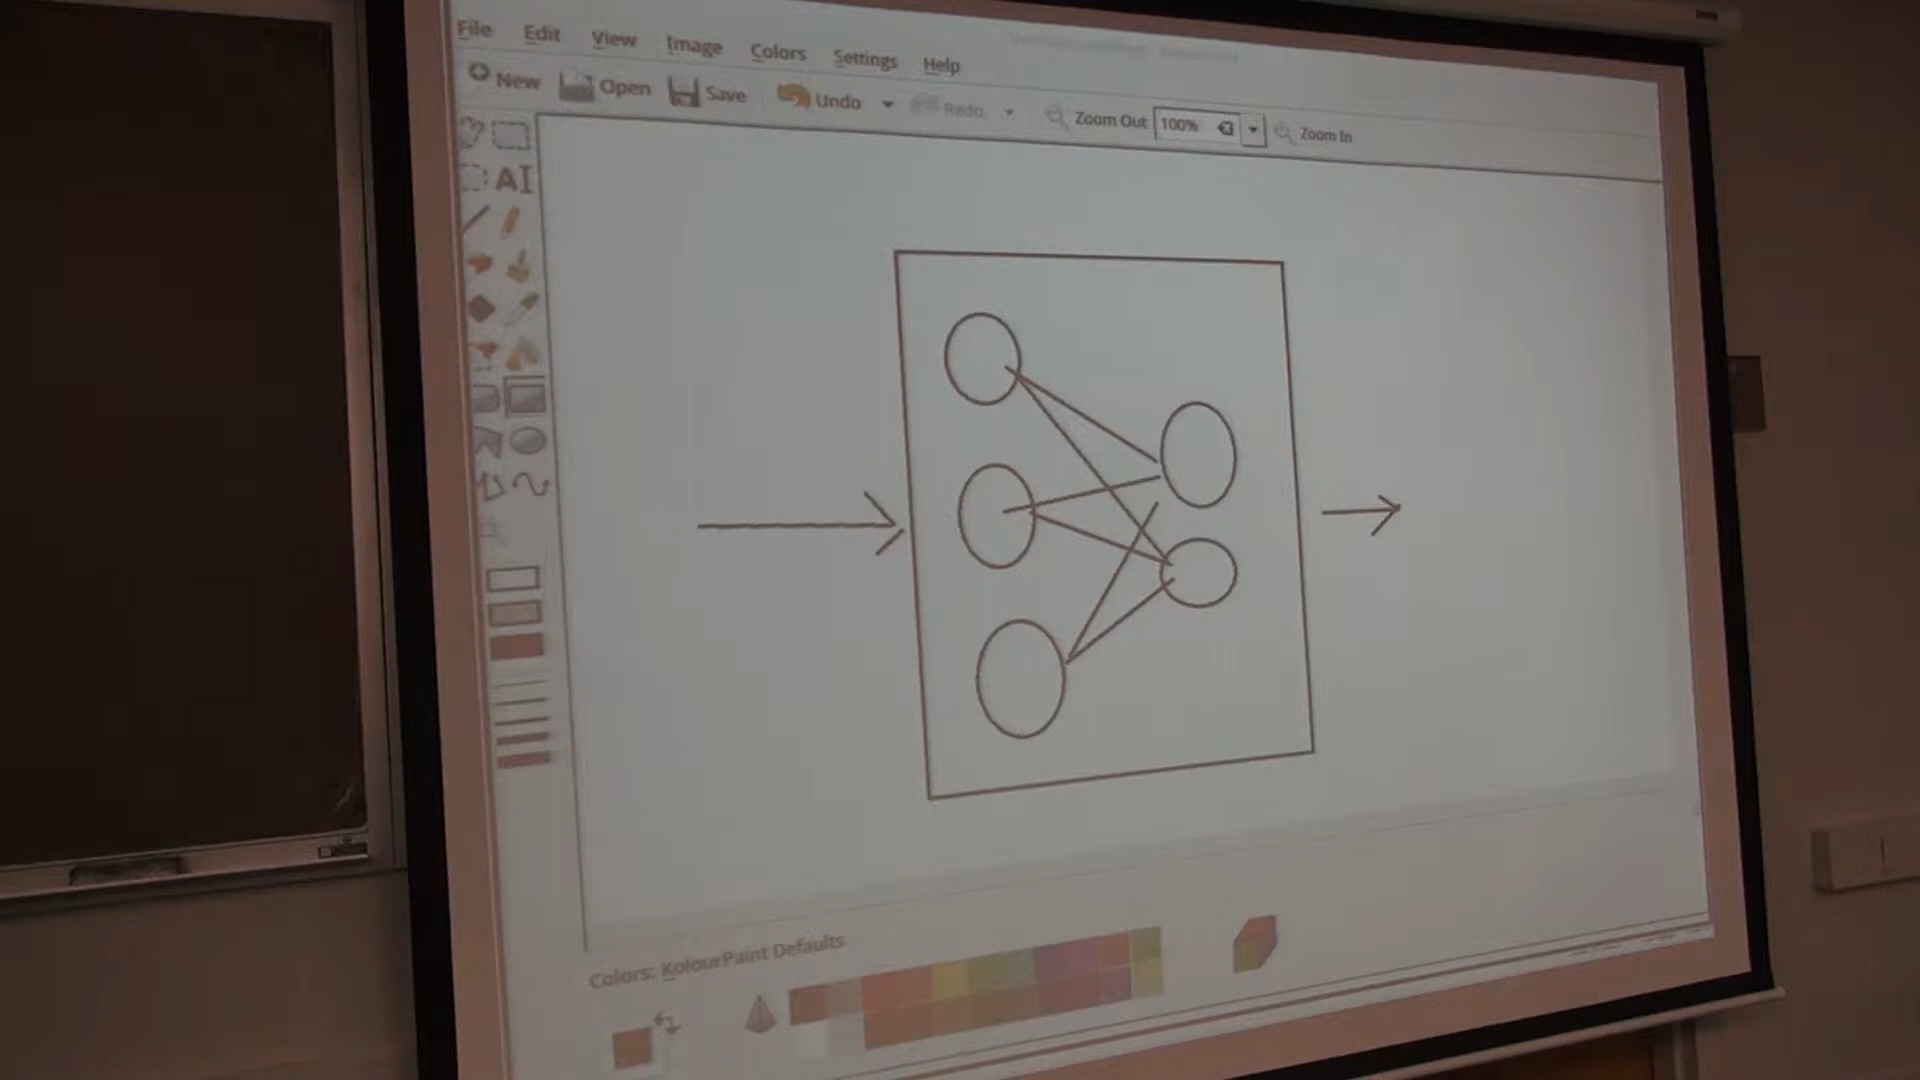 File Edit View Image Colors Settings Help
New Open Save Undo Redo Zoom Out 100% Zoom In
AI
Colors: KolourPaint Defaults